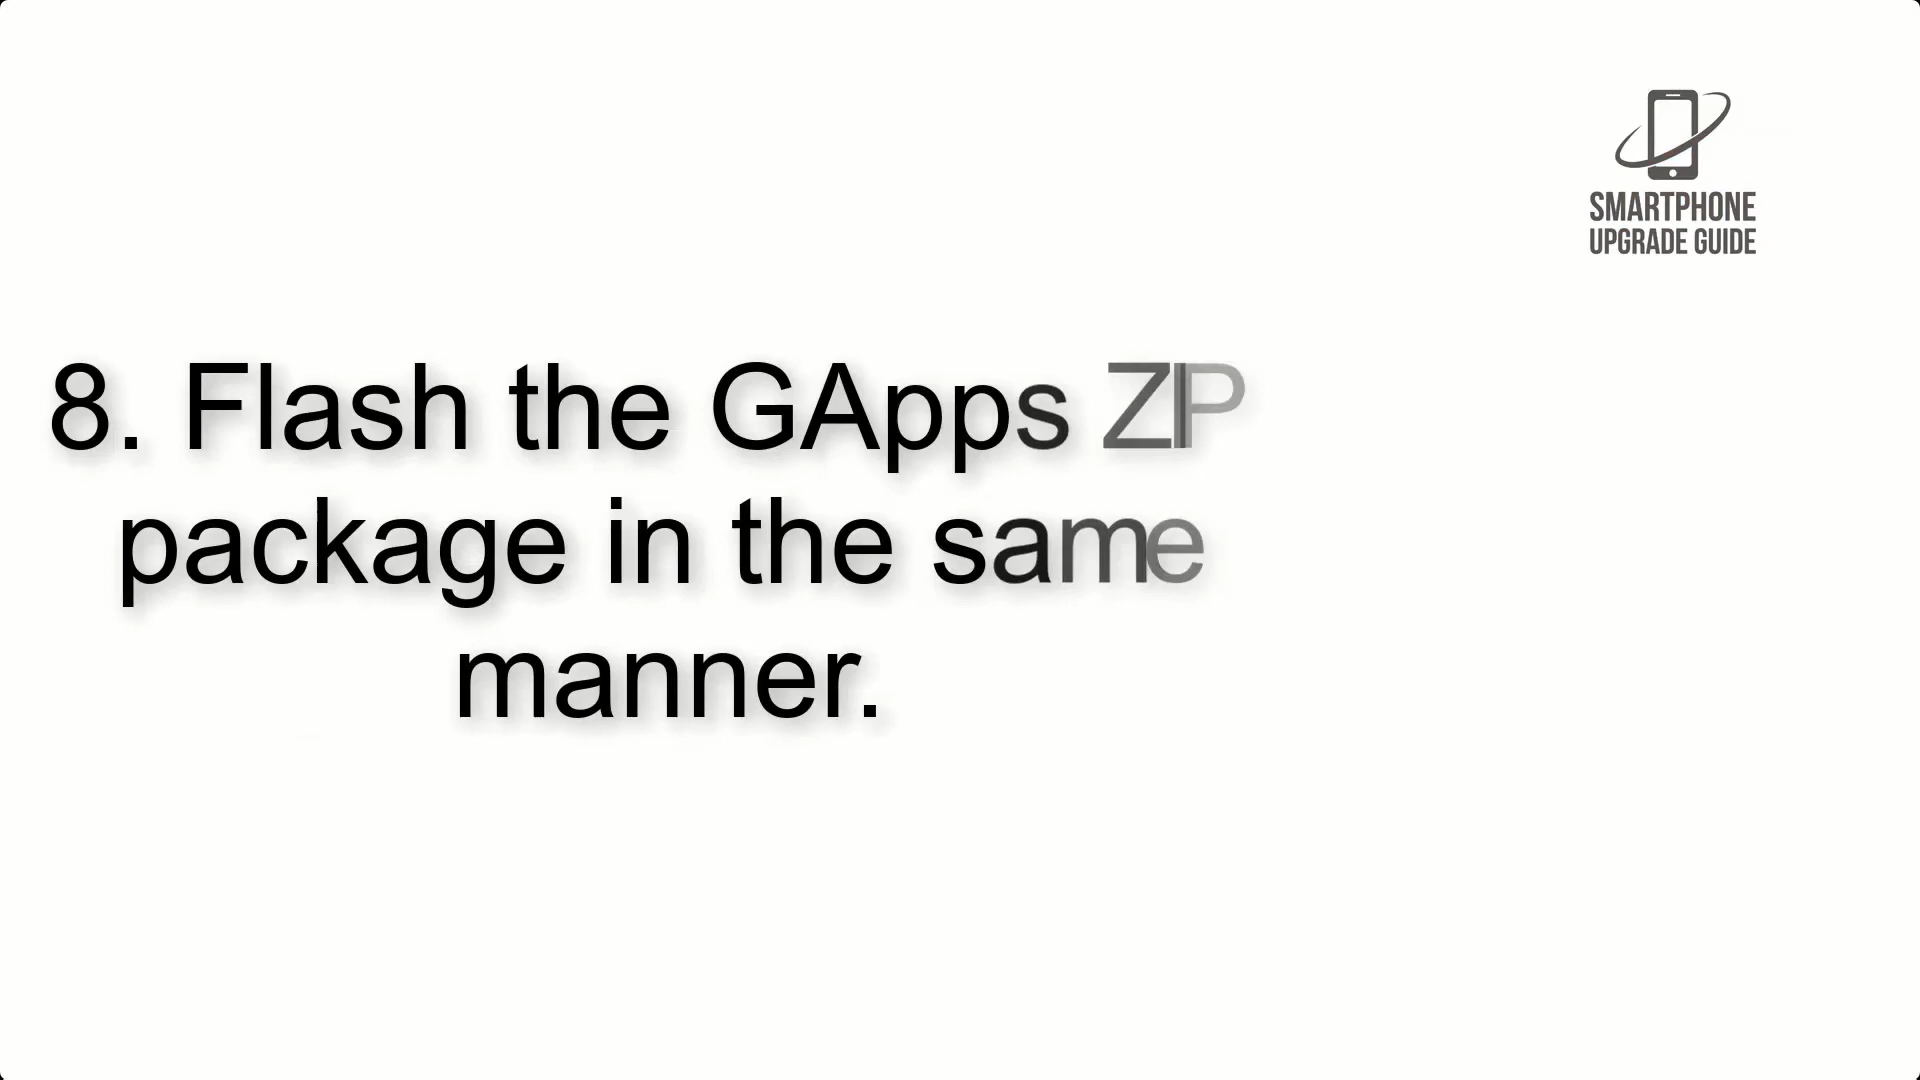 SMARTPHONE
UPGRADE GUIDE
8. Flash the GApps ZIP
package in the same
manner.